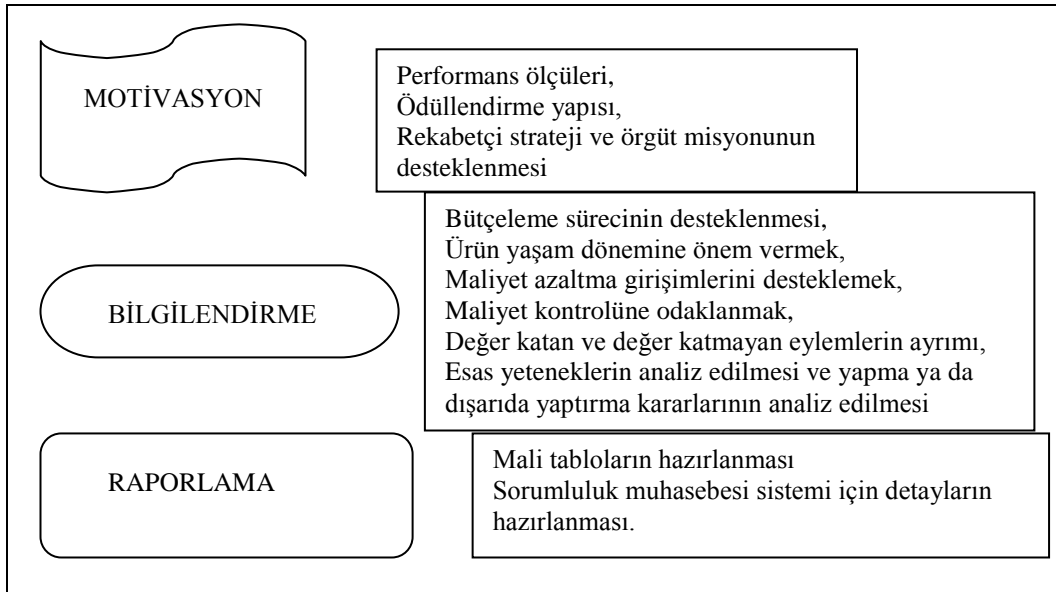 MOTİVASYON
Performans ölçüleri,
Ödüllendirme yapısı,
Rekabetçi strateji ve örgüt misyonunun
desteklenmesi
BİLGİLENDİRME
Bütçeleme sürecinin desteklenmesi,
Ürün yaşam dönemine önem vermek,
Maliyet azaltma girişimlerini desteklemek,
Maliyet kontrolüne odaklanmak,
Değer katan ve değer katmayan eylemlerin ayrımı,
Esas yeteneklerin analiz edilmesi ve yapma ya da
dışarıda yaptırma kararlarının analiz edilmesi
RAPORLAMA
Mali tabloların hazırlanması
Sorumluluk muhasebesi sistemi için detayların
hazırlanması.